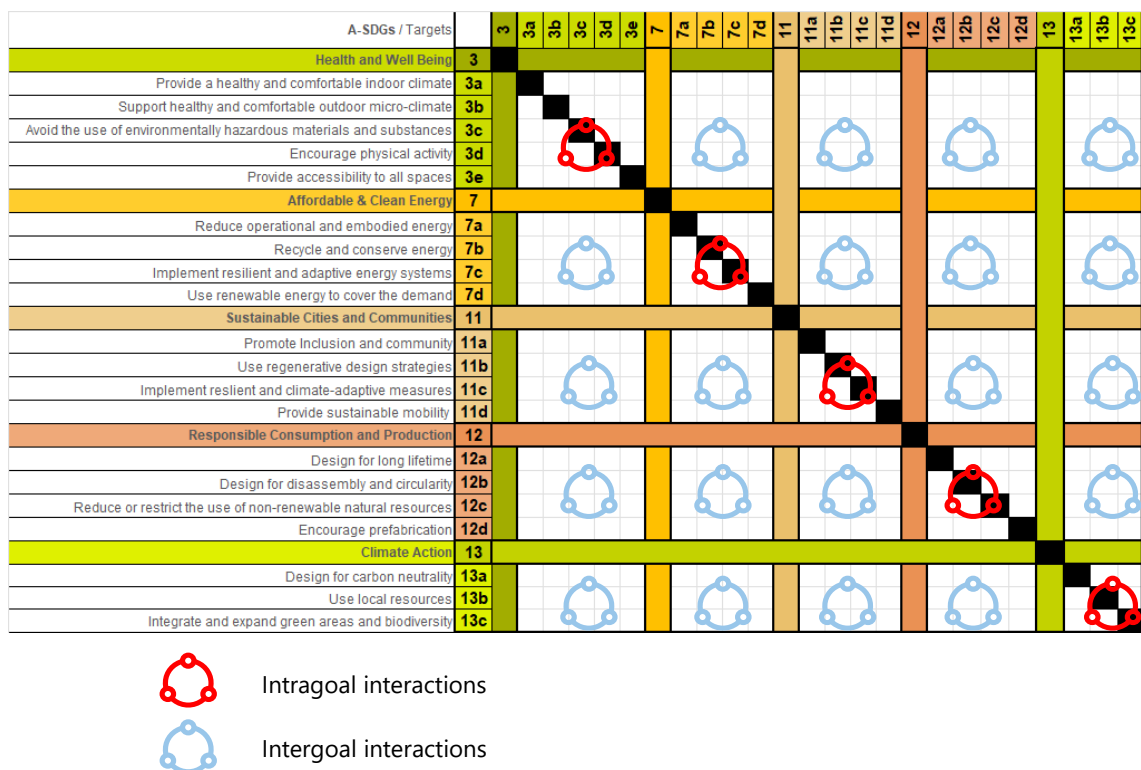 A-SDGs / Targets 3 3a 3b 3c 3d 3e 7 7a 7b 7c 7d 11 11a 11b 11c 11d 12 12a 12b 12c 12d 13 13a 13b 13c
Health and Well Being 3
Provide a healthy and comfortable indoor climate 3a
Support healthy and comfortable outdoor micro-climate 3b
Avoid the use of environmentally hazardous materials and substances 3c
Encourage physical activity 3d
Provide accessibility to all spaces 3e
Affordable & Clean Energy 7
Reduce operational and embodied energy 7a
Recycle and conserve energy 7b
Implement resilient and adaptive energy systems 7c
Use renewable energy to cover the demand 7d
Sustainable Cities and Communities 11
Promote Inclusion and community 11a
Use regenerative design strategies 11b
Implement reslient and climate-adaptive measures 11c
Provide sustainable mobility 11d
Responsible Consumption and Production 12
Design for long lifetime 12a
Design for disassembly and circularity 12b
Reduce or restrict the use of non-renewable natural resources 12c
Encourage prefabrication 12d
Climate Action 13
Design for carbon neutrality 13a
Use local resources 13b
Integrate and expand green areas and biodiversity 13c
Intragoal interactions
Intergoal interactions